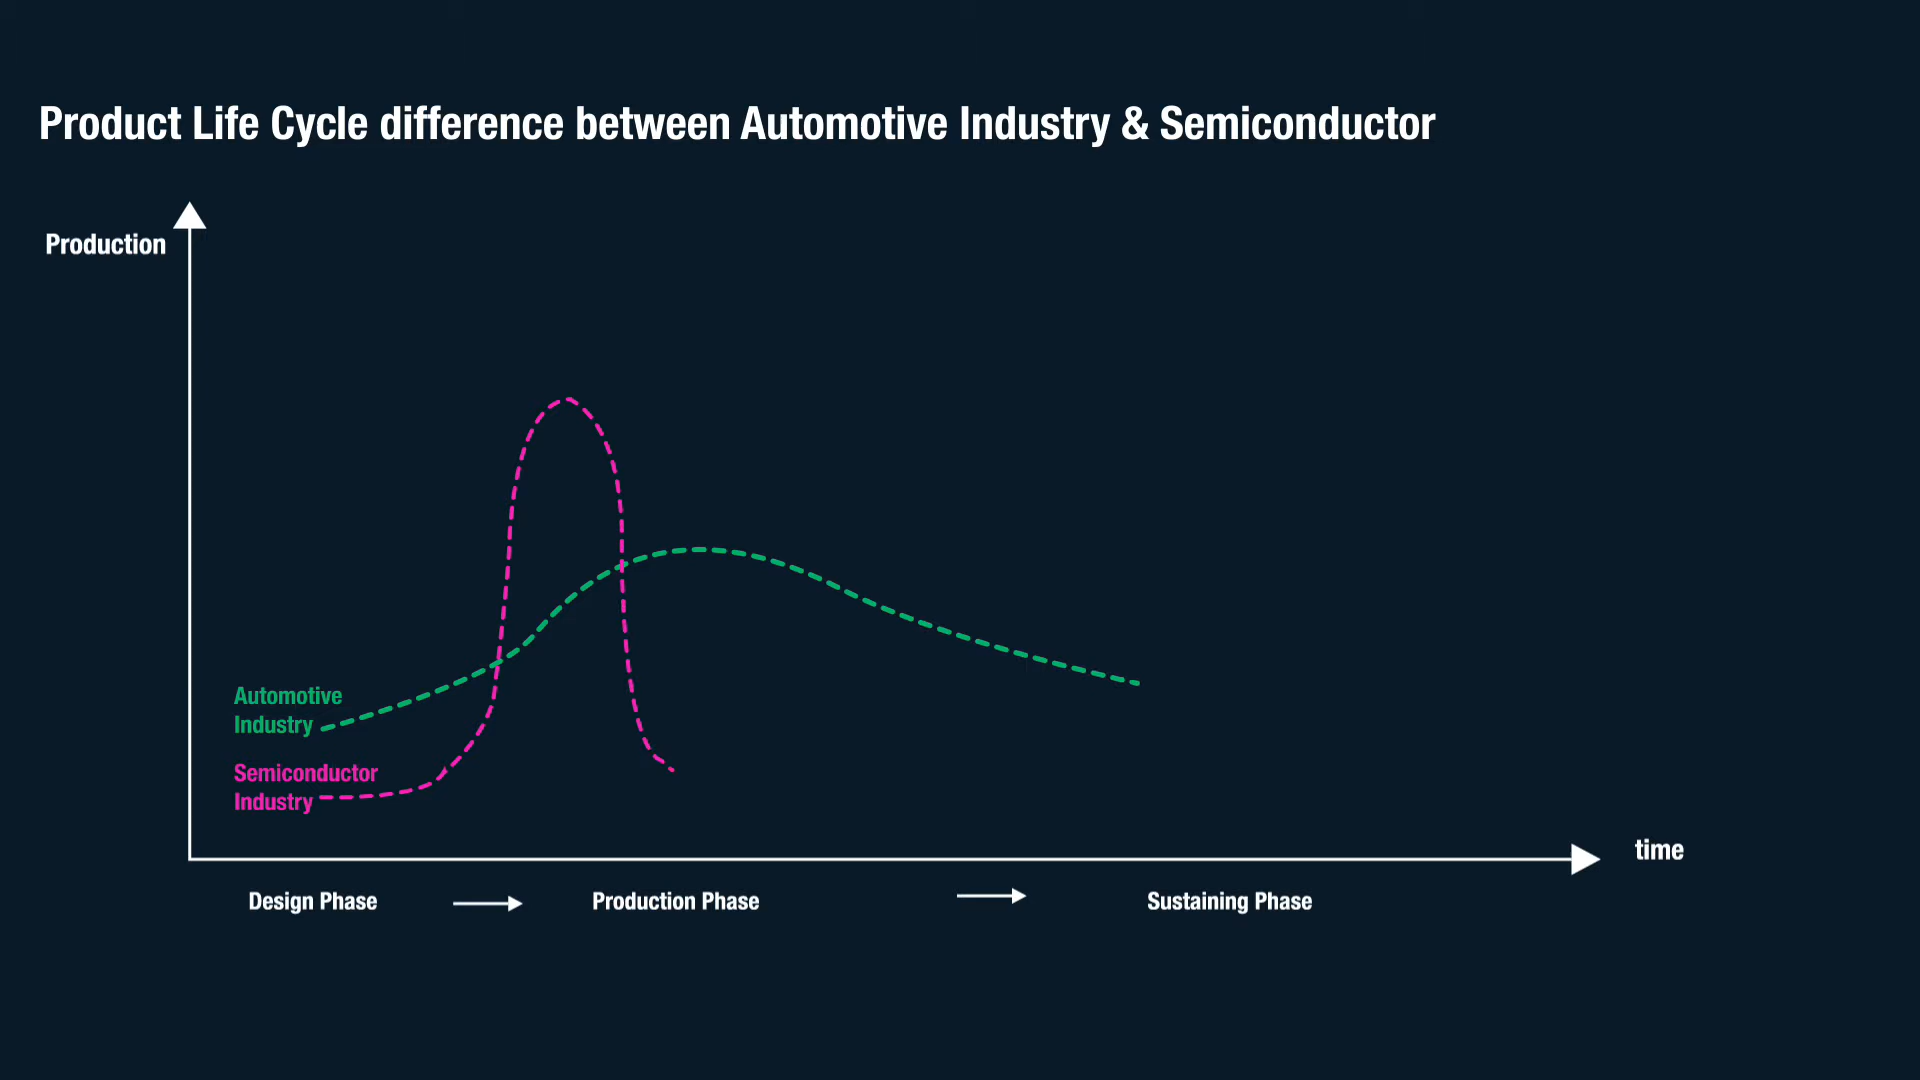 Product Life Cycle difference between Automotive Industry & Semiconductor
Production
Automotive
Industry
Semiconductor
Industry
time
Design Phase
Production Phase
Sustaining Phase